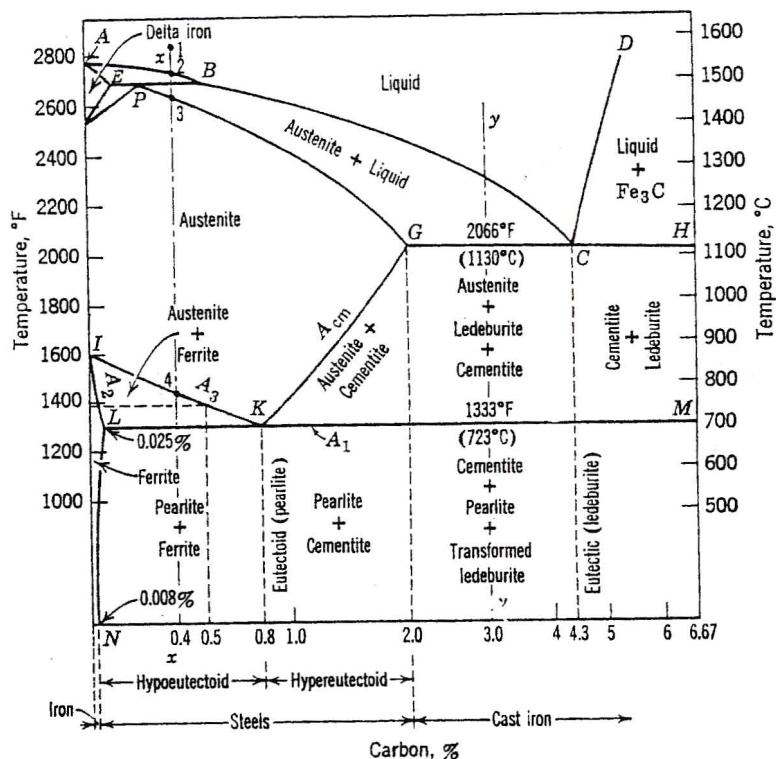 A
Delta iron
1
x
2
E
B
P
3
D
2800
2600
2400
2200
2000
1800
1600
1400
1300
1000
Temperature, °F
1600
1500
1400
1300
1200
1100
1000
900
800
700
600
500
Temperature, °C
Liquid
y
Austenite + Liquid
Liquid
+
Fe3C
Austenite
G
2066°F
H
(1130°C)
C
Austenite
+
Ledeburite
+
Cementite
Cementite + Ledeburite
Acm
Austenite + Cementite
Austenite
+
Ferrite
I
A2
4
A3
K
1333°F
M
L
A1
(723°C)
0.025%
Ferrite
Pearlite
+
Ferrite
Eutectoid (pearlite)
Pearlite
+
Cementite
Cementite
+
Pearlite
+
Transformed
ledeburite
Eutectic (ledeburite)
0.008%
N
0.4
0.5
0.8
1.0
2.0
3.0
4
4.3
5
6
6.67
x
Hypoeutectoid
Hypereutectoid
Iron
Steels
Cast iron
Carbon, %